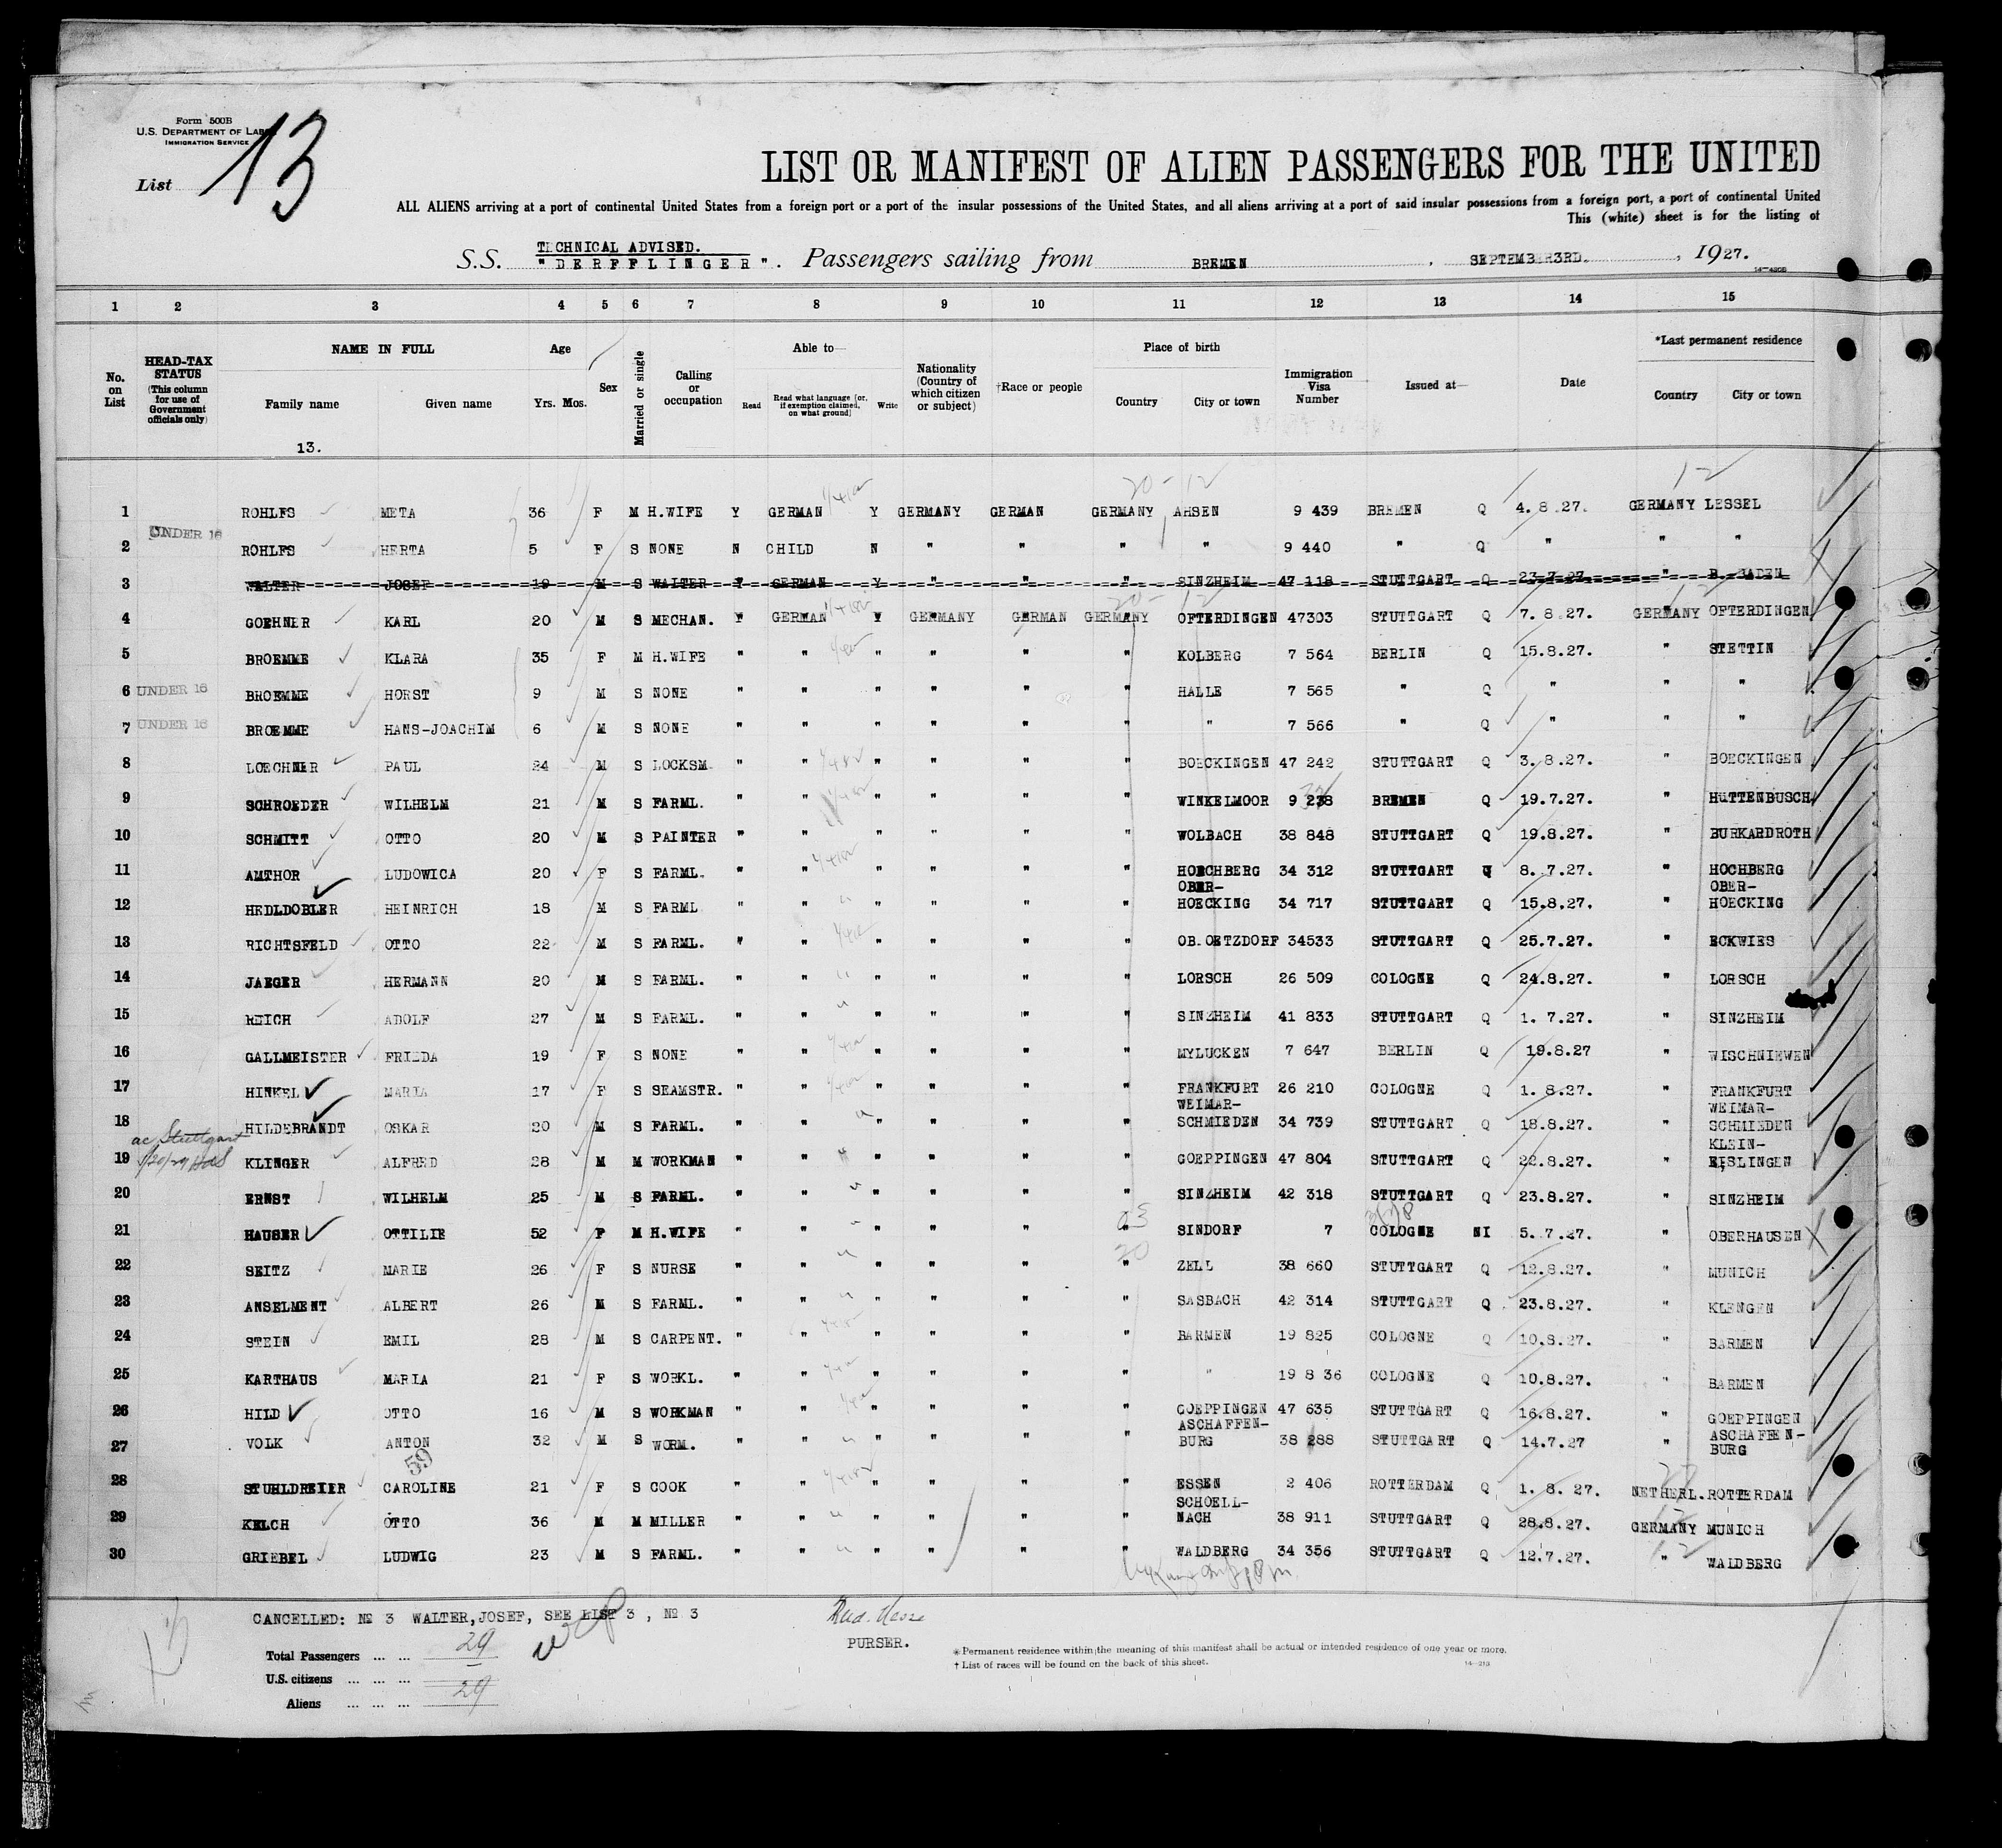 Form 500B
U.S. DEPARTMENT OF LABOR
IMMIGRATION SERVICE
List 13
LIST OR MANIFEST OF ALIEN PASSENGERS FOR THE UNITED
ALL ALIENS arriving at a port of continental United States from a foreign port or a port of the insular possessions of the United States, and all aliens arriving at a port of said insular possessions from a foreign port, a port of continental United
This (white) sheet is for the listing of
TECHNICAL ADVISED.
S.S. "DERFFLINGER". Passengers sailing from BREMEN, SEPTEMBER3RD., 1927.
1 2 3 4 5 6 7 8 9 10 11 12 13 14 15
No. on List
HEAD-TAX STATUS (This column for use of Government officials only)
NAME IN FULL
Family name Given name
13.
Age
Yrs. Mos.
Sex
Married or single
Calling or occupation
Able to—
Read
Read what language (or, if exemption claimed, on what ground)
Write
Nationality (Country of which citizen or subject)
†Race or people
Place of birth
Country City or town
Immigration Visa Number
Issued at—
Date
*Last permanent residence
Country City or town
20-12 12
1 ROHLFS META 36 F M H.WIFE Y GERMAN Y GERMANY GERMAN GERMANY AHSEN 9 439 BREMEN Q 4.8.27. GERMANY LESSEL
2 UNDER 16 ROHLFS HERTA 5 F S NONE N CHILD N " " " " 9 440 " Q " " "
3 WALTER JOSEF 19 M S WAITER Y GERMAN Y " " " SINZHEIM 47 118 STUTTGART Q 23.7.27. " B.-BADEN
4 GOEHNER KARL 20 M S MECHAN. Y GERMAN Y GERMANY GERMAN GERMANY OFTERDINGEN 47303 STUTTGART Q 7.8.27. GERMANY OFTERDINGEN
5 BROEMME KLARA 35 F M H.WIFE " " " " " " KOLBERG 7 564 BERLIN Q 15.8.27. " STETTIN
6 UNDER 16 BROEMME HORST 9 M S NONE " " " " " " HALLE 7 565 " Q " " "
7 UNDER 16 BROEMME HANS-JOACHIM 6 M S NONE " " " " " " " 7 566 " Q " " "
8 LOECHNER PAUL 24 M S LOCKSM. " " " " " " BOECKINGEN 47 242 STUTTGART Q 3.8.27. " BOECKINGEN
9 SCHROEDER WILHELM 21 M S FARML. " " " " " " WINKELMOOR 9 238 BREMEN Q 19.7.27. " HUTTENBUSCH
10 SCHMITT OTTO 20 M S PAINTER " " " " " " WOLBACH 38 848 STUTTGART Q 19.8.27. " BURKARDROTH
11 AMTHOR LUDOWICA 20 F S FARML. " " " " " " HOECHBERG 34 312 STUTTGART Q 8.7.27. " HOCHBERG
OBER- OBER-
12 HEDLDOBLER HEINRICH 18 M S FARML " " " " " " HOECKING 34 717 STUTTGART Q 15.8.27. " HOECKING
13 RICHTSFELD OTTO 22 M S FARML. " " " " " " OB.OETZDORF 34533 STUTTGART Q 25.7.27. " ECKWIES
14 JAEGER HERMANN 20 M S FARML. " " " " " " LORSCH 26 509 COLOGNE Q 24.8.27. " LORSCH
15 REICH ADOLF 27 M S FARML. " " " " " " SINZHEIM 41 833 STUTTGART Q 1. 7.27. " SINZHEIM
16 GALLMEISTER FRIEDA 19 F S NONE " " " " " " MYLUCKEN 7 647 BERLIN Q 19.8.27 " WISCHNIEWEN
17 HINKEL MARIA 17 F S SEAMSTR. " " " " " " FRANKFURT 26 210 COLOGNE Q 1. 8.27. " FRANKFURT
WEIMAR- WEIMAR-
18 HILDEBRANDT OSKAR 20 M S FARML. " " " " " " SCHMIEDEN 34 739 STUTTGART Q 18.8.27. " SCHMIEDEN
ac Stuttgart KLEIN-
19 KLINGER ALFRED 28 M M WORKMAN " " " " " " GOEPPINGEN 47 804 STUTTGART Q 22.8.27. " EISLINGEN
20 ERNST WILHELM 25 M S FARML. " " " " " " SINZHEIM 42 318 STUTTGART Q 23.8.27. " SINZHEIM
21 HAUSER OTTILIE 52 F M H.WIFE " " " " " " SINDORF 7 COLOGNE NI 5.7.27. " OBERHAUSEN
22 SEITZ MARIE 26 F S NURSE " " " " " " ZELL 38 660 STUTTGART Q 12.8.27. " MUNICH
23 ANSELMENT ALBERT 26 M S FARML. " " " " " " SASBACH 42 314 STUTTGART Q 23.8.27. " KLENGEN
24 STEIN EMIL 28 M S CARPENT. " " " " " " BARMEN 19 825 COLOGNE Q 10.8.27. " BARMEN
25 KARTHAUS MARIA 21 F S WORKL. " " " " " " " 19 8 36 COLOGNE Q 10.8.27. " BARMEN
26 HILD OTTO 16 M S WORKMAN " " " " " " GOEPPINGEN 47 635 STUTTGART Q 16.8.27. " GOEPPINGEN
ASCHAFFEN- ASCHAFFEN-
27 VOLK ANTON 32 M S WORM. " " " " " " BURG 38 288 STUTTGART Q 14.7.27 " BURG
59
28 STUHLDREIER CAROLINE 21 F S COOK " " " " " " ESSEN 2 406 ROTTERDAM Q 1. 8. 27. NETHERL. ROTTERDAM
SCHOELL-
29 KELCH OTTO 36 M M MILLER " " " " " " NACH 38 911 STUTTGART Q 28.8.27. GERMANY MUNICH
30 GRIEBEL LUDWIG 23 M S FARML. " " " " " " WALDBERG 34 356 STUTTGART Q 12.7.27. " WALDBERG
CANCELLED: № 3 WALTER,JOSEF, SEE LIST 3 , № 3
PURSER.
Total Passengers ... ... 29
U.S. citizens ... ... ...
Aliens ... ... ... 29
*Permanent residence within the meaning of this manifest shall be actual or intended residence of one year or more.
† List of races will be found on the back of this sheet.
14—213